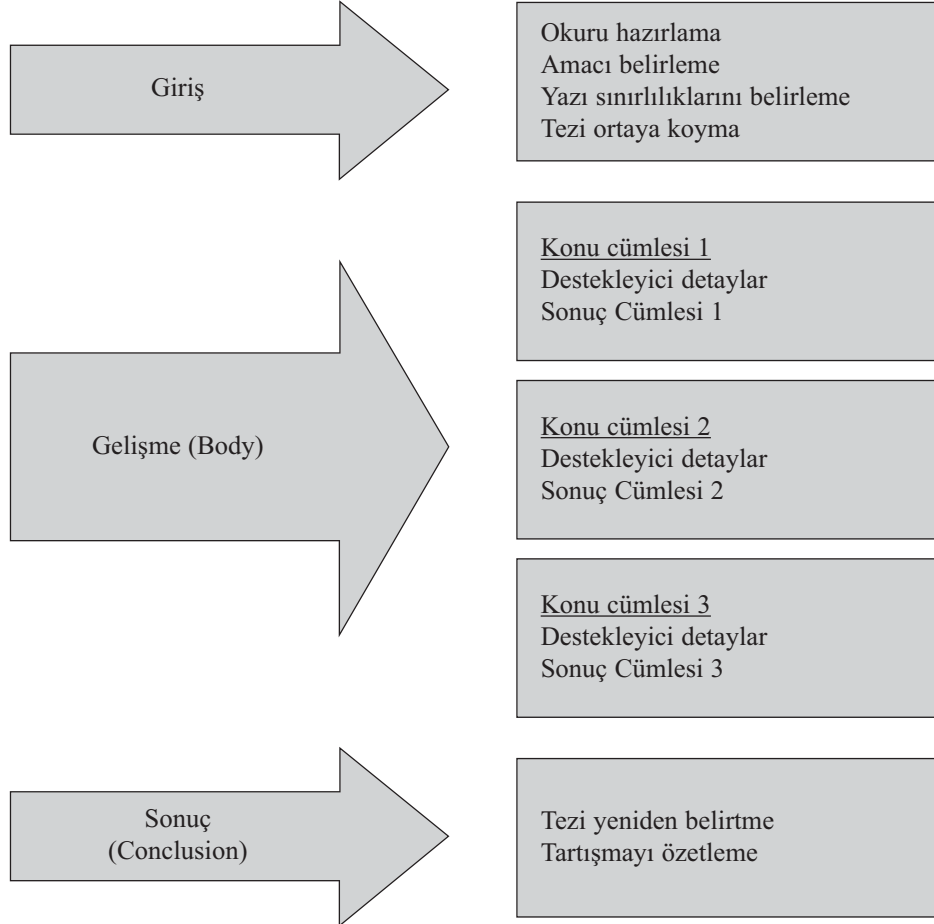 Giriş
Okuru hazırlama
Amacı belirleme
Yazı sınırlılıklarını belirleme
Tezi ortaya koyma
Gelişme (Body)
Konu cümlesi 1
Destekleyici detaylar
Sonuç Cümlesi 1
Konu cümlesi 2
Destekleyici detaylar
Sonuç Cümlesi 2
Konu cümlesi 3
Destekleyici detaylar
Sonuç Cümlesi 3
Sonuç
(Conclusion)
Tezi yeniden belirtme
Tartışmayı özetleme